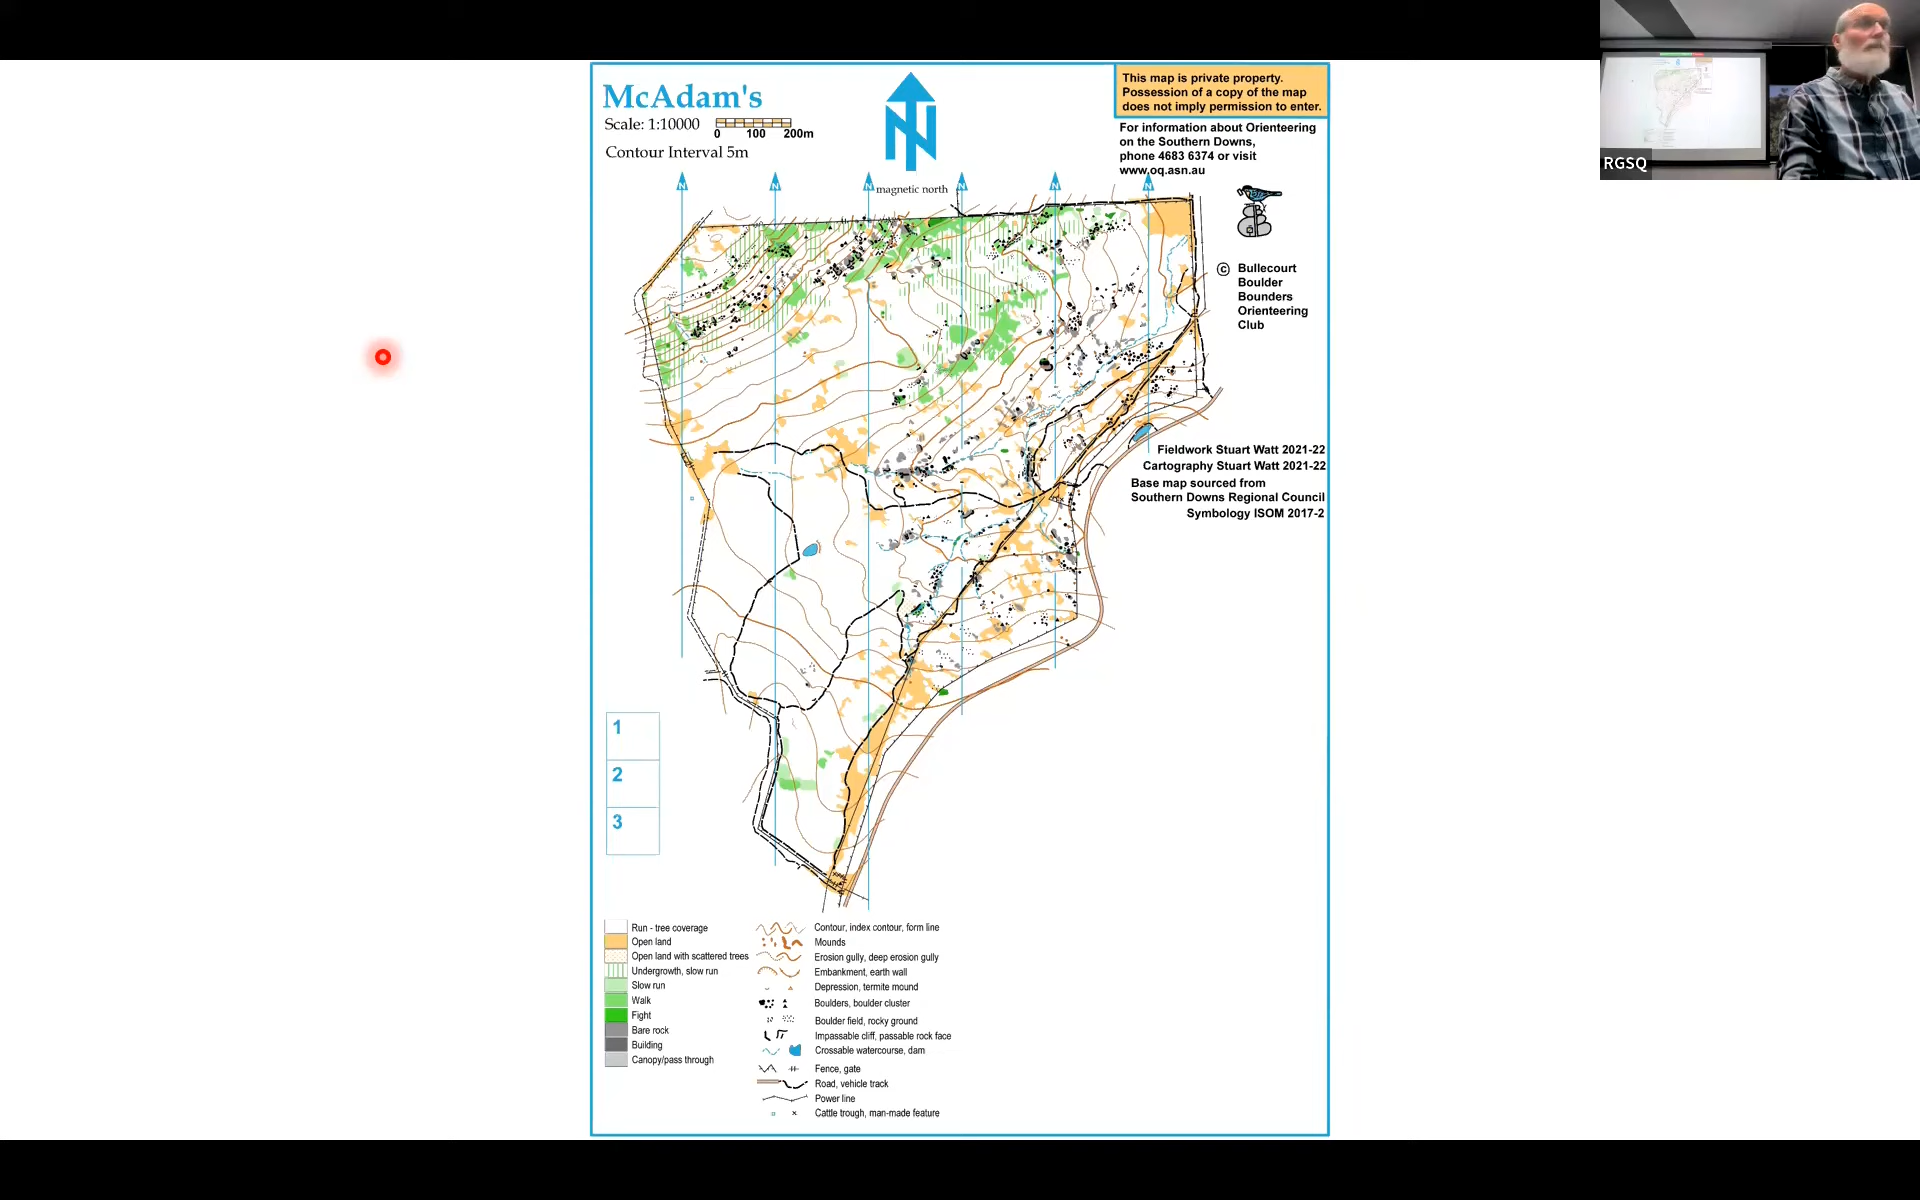 McAdam's
Scale: 1:10000
0 100 200m
Contour Interval 5m
N
This map is private property.
Possession of a copy of the map
does not imply permission to enter.
For information about Orienteering
on the Southern Downs,
phone 4683 6374 or visit
www.oq.asn.au
N N N N N N
magnetic north
© Bullecourt
Boulder
Bounders
Orienteering
Club
Fieldwork Stuart Watt 2021-22
Cartography Stuart Watt 2021-22
Base map sourced from
Southern Downs Regional Council
Symbology ISOM 2017-2
1
2
3
Run - tree coverage
Open land
Open land with scattered trees
Undergrowth, slow run
Slow run
Walk
Fight
Bare rock
Building
Canopy/pass through
Contour, index contour, form line
Mounds
Erosion gully, deep erosion gully
Embankment, earth wall
Depression, termite mound
Boulders, boulder cluster
Boulder field, rocky ground
Impassable cliff, passable rock face
Crossable watercourse, dam
Fence, gate
Road, vehicle track
Power line
Cattle trough, man-made feature
RGSQ